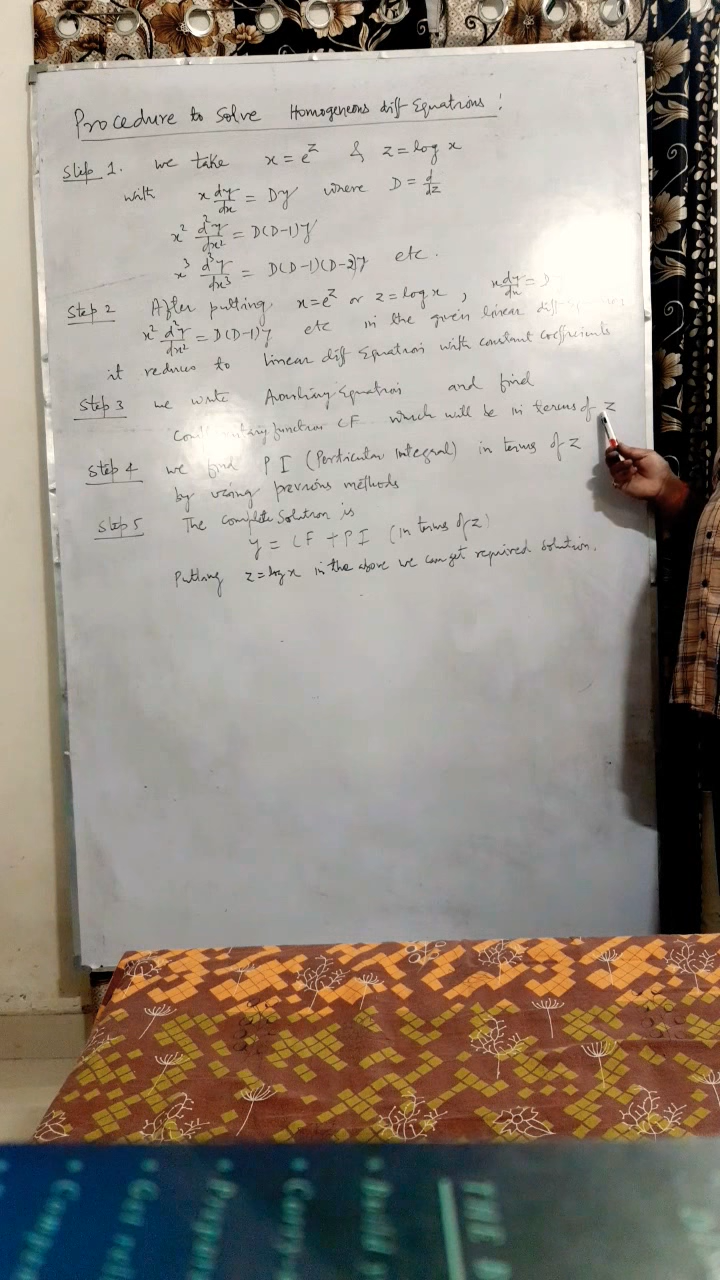 Procedure to Solve Homogeneous diff Equations:
Step 1. we take x = e^z & z = log x
with x dy/dx = Dy where D = d/dz
x² d²y/dx² = D(D-1)y
x³ d³y/dx³ = D(D-1)(D-2)y etc.
Step 2 After putting x = e^z or z = log x, x dy/dx = D
x² d²y/dx² = D(D-1)y etc in the given linear diff
it reduces to linear diff Equation with constant coefficients
Step 3 we write Equation and find
function CF which will be in terms of z
Step 4 we find PI (Perticular Integral) in terms of z
by using previous methods
Step 5 The Complete Solution is
y = CF + PI (in terms of z)
Putting z = log x in the above we can get required solution.
THE